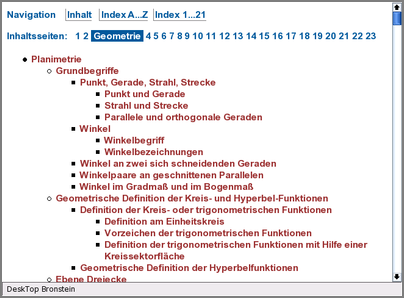 Navigation Inhalt Index A...Z Index 1...21
Inhaltsseiten: 1 2 Geometrie 4 5 6 7 8 9 10 11 12 13 14 15 16 17 18 19 20 21 22 23
Planimetrie
Grundbegriffe
Punkt, Gerade, Strahl, Strecke
Punkt und Gerade
Strahl und Strecke
Parallele und orthogonale Geraden
Winkel
Winkelbegriff
Winkelbezeichnungen
Winkel an zwei sich schneidenden Geraden
Winkelpaare an geschnittenen Parallelen
Winkel im Gradmaß und im Bogenmaß
Geometrische Definition der Kreis- und Hyperbel-Funktionen
Definition der Kreis- oder trigonometrischen Funktionen
Definition am Einheitskreis
Vorzeichen der trigonometrischen Funktionen
Definition der trigonometrischen Funktionen mit Hilfe einer
Kreissektorfläche
Geometrische Definition der Hyperbelfunktionen
Ebene Dreiecke
DeskTop Bronstein